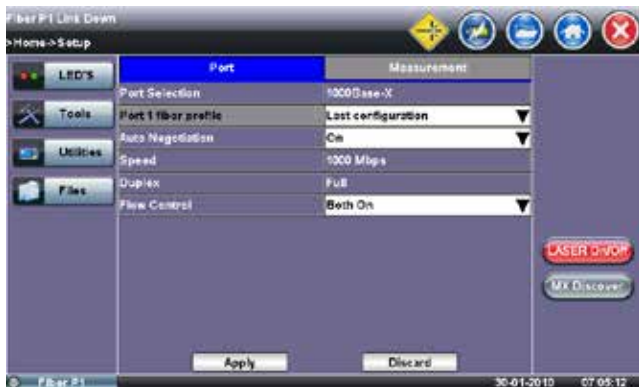 Fiber P1 Link Down
>Home->Setup
LED'S
Tools
Utilities
Files
Port
Measurement
Port Selection
1000Base-X
Port 1 fiber profile
Last configuration
Auto Negotiation
On
Speed
1000 Mbps
Duplex
Full
Flow Control
Both On
LASER On/Off
MX Discover
Apply
Discard
Fiber P1
30-01-2010 07:05:12